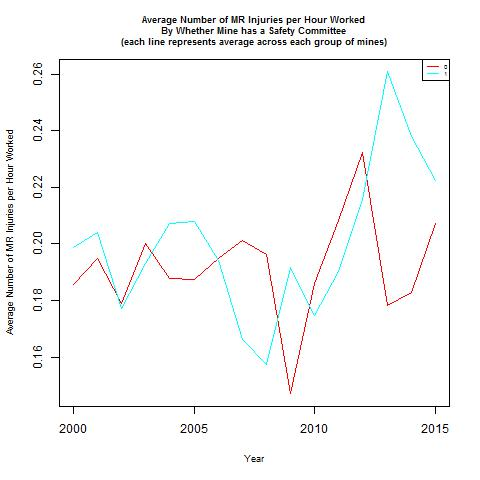 Average Number of MR Injuries per Hour Worked
By Whether Mine has a Safety Committee
(each line represents average across each group of mines)
0
1
Average Number of MR Injuries per Hour Worked
0.26
0.24
0.22
0.20
0.18
0.16
2000
2005
2010
2015
Year